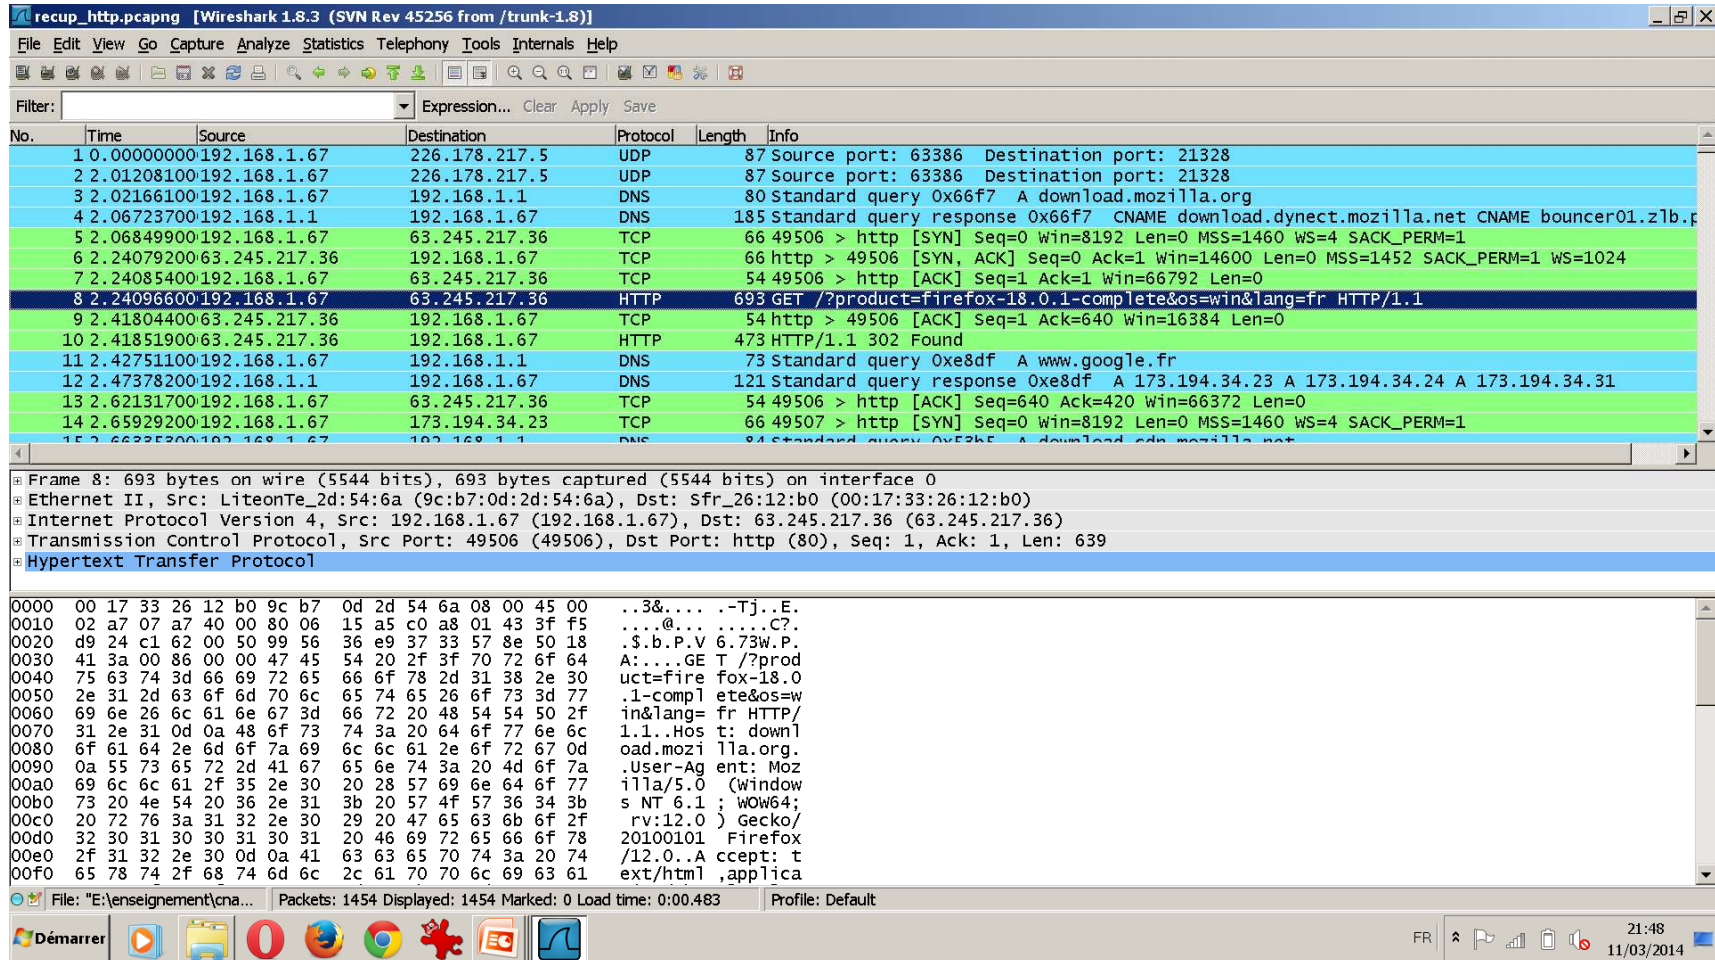 recup_http.pcapng [Wireshark 1.8.3 (SVN Rev 45256 from /trunk-1.8)]
File Edit View Go Capture Analyze Statistics Telephony Tools Internals Help
Filter: Expression... Clear Apply Save
No. Time Source Destination Protocol Length Info
1 0.00000000 192.168.1.67 226.178.217.5 UDP 87 Source port: 63386 Destination port: 21328
2 2.01208100 192.168.1.67 226.178.217.5 UDP 87 Source port: 63386 Destination port: 21328
3 2.02166100 192.168.1.67 192.168.1.1 DNS 80 Standard query 0x66f7 A download.mozilla.org
4 2.06723700 192.168.1.1 192.168.1.67 DNS 185 Standard query response 0x66f7 CNAME download.dynect.mozilla.net CNAME bouncer01.zlb.p
5 2.06849900 192.168.1.67 63.245.217.36 TCP 66 49506 > http [SYN] Seq=0 Win=8192 Len=0 MSS=1460 WS=4 SACK_PERM=1
6 2.24079200 63.245.217.36 192.168.1.67 TCP 66 http > 49506 [SYN, ACK] Seq=0 Ack=1 Win=14600 Len=0 MSS=1452 SACK_PERM=1 WS=1024
7 2.24085400 192.168.1.67 63.245.217.36 TCP 54 49506 > http [ACK] Seq=1 Ack=1 Win=66792 Len=0
8 2.24096600 192.168.1.67 63.245.217.36 HTTP 693 GET /?product=firefox-18.0.1-complete&os=win&lang=fr HTTP/1.1
9 2.41804400 63.245.217.36 192.168.1.67 TCP 54 http > 49506 [ACK] Seq=1 Ack=640 Win=16384 Len=0
10 2.41851900 63.245.217.36 192.168.1.67 HTTP 473 HTTP/1.1 302 Found
11 2.42751100 192.168.1.67 192.168.1.1 DNS 73 Standard query 0xe8df A www.google.fr
12 2.47378200 192.168.1.1 192.168.1.67 DNS 121 Standard query response 0xe8df A 173.194.34.23 A 173.194.34.24 A 173.194.34.31
13 2.62131700 192.168.1.67 63.245.217.36 TCP 54 49506 > http [ACK] Seq=640 Ack=420 Win=66372 Len=0
14 2.65929200 192.168.1.67 173.194.34.23 TCP 66 49507 > http [SYN] Seq=0 Win=8192 Len=0 MSS=1460 WS=4 SACK_PERM=1
15 2.66335300 192.168.1.67 192.168.1.1 DNS 84 Standard query 0x53b5 A download.cdn.mozilla.net
Frame 8: 693 bytes on wire (5544 bits), 693 bytes captured (5544 bits) on interface 0
Ethernet II, Src: LiteonTe_2d:54:6a (9c:b7:0d:2d:54:6a), Dst: Sfr_26:12:b0 (00:17:33:26:12:b0)
Internet Protocol Version 4, Src: 192.168.1.67 (192.168.1.67), Dst: 63.245.217.36 (63.245.217.36)
Transmission Control Protocol, Src Port: 49506 (49506), Dst Port: http (80), Seq: 1, Ack: 1, Len: 639
Hypertext Transfer Protocol
0000 00 17 33 26 12 b0 9c b7 0d 2d 54 6a 08 00 45 00 ..3&.... .-Tj..E.
0010 02 a7 07 a7 40 00 80 06 15 a5 c0 a8 01 43 3f f5 ....@... .....C?.
0020 d9 24 c1 62 00 50 99 56 36 e9 37 33 57 8e 50 18 .$.b.P.V 6.73W.P.
0030 41 3a 00 86 00 00 47 45 54 20 2f 3f 70 72 6f 64 A:....GE T /?prod
0040 75 63 74 3d 66 69 72 65 66 6f 78 2d 31 38 2e 30 uct=fire fox-18.0
0050 2e 31 2d 63 6f 6d 70 6c 65 74 65 26 6f 73 3d 77 .1-compl ete&os=w
0060 69 6e 26 6c 61 6e 67 3d 66 72 20 48 54 54 50 2f in&lang= fr HTTP/
0070 31 2e 31 0d 0a 48 6f 73 74 3a 20 64 6f 77 6e 6c 1.1..Hos t: downl
0080 6f 61 64 2e 6d 6f 7a 69 6c 6c 61 2e 6f 72 67 0d oad.mozi lla.org.
0090 0a 55 73 65 72 2d 41 67 65 6e 74 3a 20 4d 6f 7a .User-Ag ent: Moz
00a0 69 6c 6c 61 2f 35 2e 30 20 28 57 69 6e 64 6f 77 illa/5.0 (Window
00b0 73 20 4e 54 20 36 2e 31 3b 20 57 4f 57 36 34 3b s NT 6.1 ; WOW64;
00c0 20 72 76 3a 31 32 2e 30 29 20 47 65 63 6b 6f 2f rv:12.0 ) Gecko/
00d0 32 30 31 30 30 31 30 31 20 46 69 72 65 66 6f 78 20100101 Firefox
00e0 2f 31 32 2e 30 0d 0a 41 63 63 65 70 74 3a 20 74 /12.0..A ccept: t
00f0 65 78 74 2f 68 74 6d 6c 2c 61 70 70 6c 69 63 61 ext/html ,applica
File: "E:\enseignement\cna... Packets: 1454 Displayed: 1454 Marked: 0 Load time: 0:00.483 Profile: Default
Démarrer FR 21:48
11/03/2014